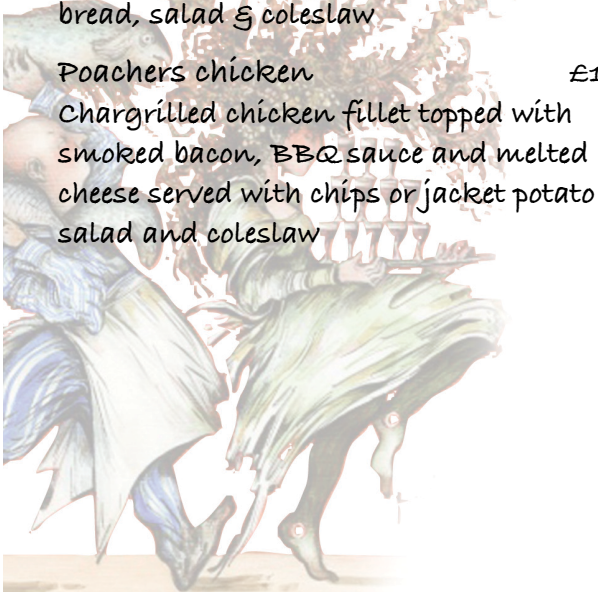 bread, salad & coleslaw
Poachers chicken £1
Chargrilled chicken fillet topped with
smoked bacon, BBQ sauce and melted
cheese served with chips or jacket potato
salad and coleslaw